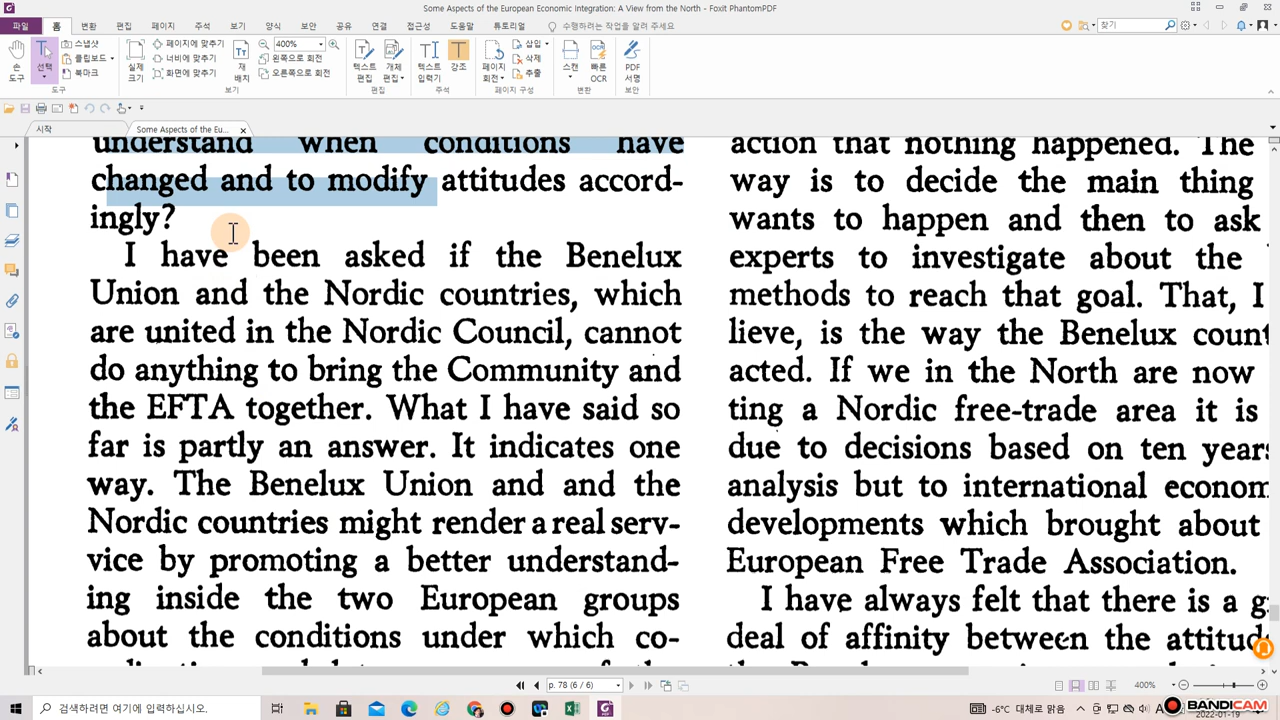 Some Aspects of the European Economic Integration: A View from the North - Foxit PhantomPDF
파일 홈 변환 페이지 주석 보기 양식 보안 공유 연결 접근성 도움말 튜토리얼 수행하려는 작업을 알려 주세요... 찾기
손 도구 선택 스냅샷 클립보드 북마크 실제 크기 페이지에 맞추기 너비에 맞추기 화면에 맞추기 재배치 400% 왼쪽으로 회전 오른쪽으로 회전 텍스트 편집 개체 편집 텍스트 입력기 강조 페이지 회전 삽입 삭제 추출 스캔 빠른 OCR PDF 서명
도구 보기 편집 주석 페이지 구성 변환 보안
시작 Some Aspects of the Eu...
understand when conditions have
changed and to modify attitudes accord-
ingly?
I have been asked if the Benelux
Union and the Nordic countries, which
are united in the Nordic Council, cannot
do anything to bring the Community and
the EFTA together. What I have said so
far is partly an answer. It indicates one
way. The Benelux Union and and the
Nordic countries might render a real serv-
vice by promoting a better understand-
ing inside the two European groups
about the conditions under which co-
action that nothing happened. The
way is to decide the main thing
wants to happen and then to ask
experts to investigate about the
methods to reach that goal. That, I
lieve, is the way the Benelux count
acted. If we in the North are now
ting a Nordic free-trade area it is
due to decisions based on ten years
analysis but to international econom
developments which brought about
European Free Trade Association.
I have always felt that there is a g
deal of affinity between the attitud
p. 78 (6 / 6) 400%
검색하려면 여기에 입력하십시오.
-6°C 대체로 맑음
BANDICAM
2022-01-19